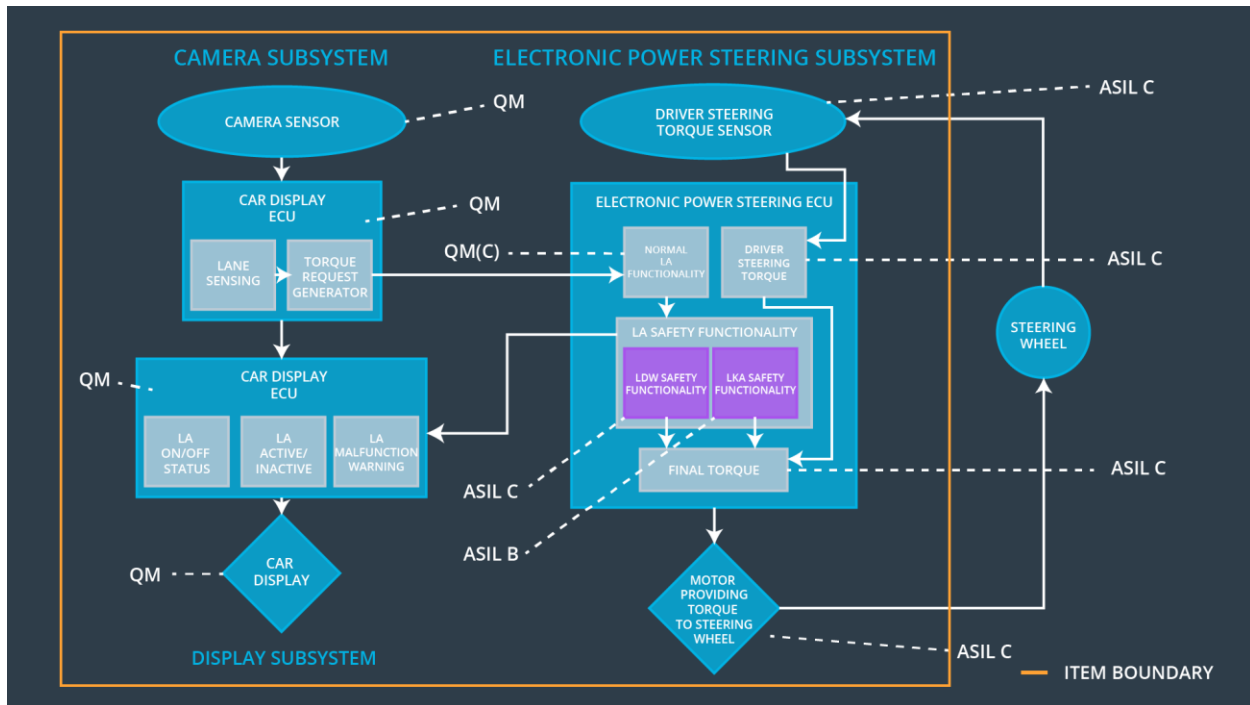 CAMERA SUBSYSTEM
ELECTRONIC POWER STEERING SUBSYSTEM
CAMERA SENSOR
QM
DRIVER STEERING
TORQUE SENSOR
ASIL C
CAR DISPLAY
ECU
QM
LANE
SENSING
TORQUE
REQUEST
GENERATOR
ELECTRONIC POWER STEERING ECU
QM(C)
NORMAL
LA
FUNCTIONALITY
DRIVER
STEERING
TORQUE
ASIL C
LA SAFETY FUNCTIONALITY
LDW SAFETY
FUNCTIONALITY
LKA SAFETY
FUNCTIONALITY
STEERING
WHEEL
QM
CAR DISPLAY
ECU
LA
ON/OFF
STATUS
LA
ACTIVE/
INACTIVE
LA
MALFUNCTION
WARNING
FINAL TORQUE
ASIL C
ASIL C
ASIL B
QM
CAR
DISPLAY
MOTOR
PROVIDING
TORQUE
TO STEERING
WHEEL
ASIL C
DISPLAY SUBSYSTEM
ITEM BOUNDARY